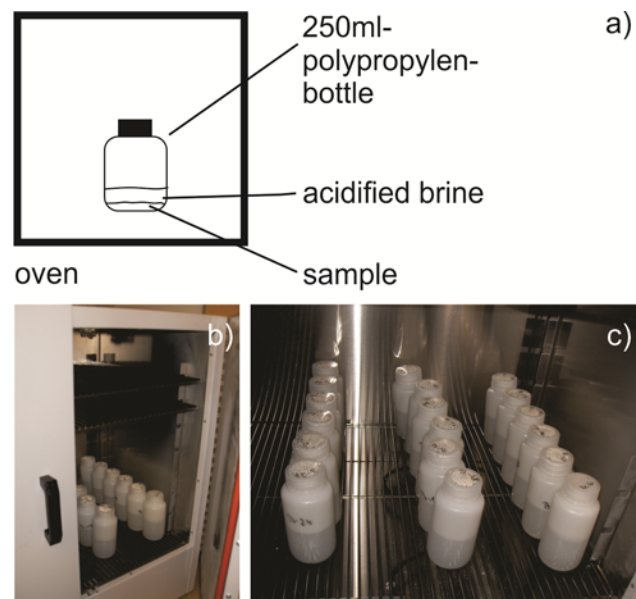 250ml-
polypropylen-
bottle
a)
acidified brine
sample
oven
b)
c)